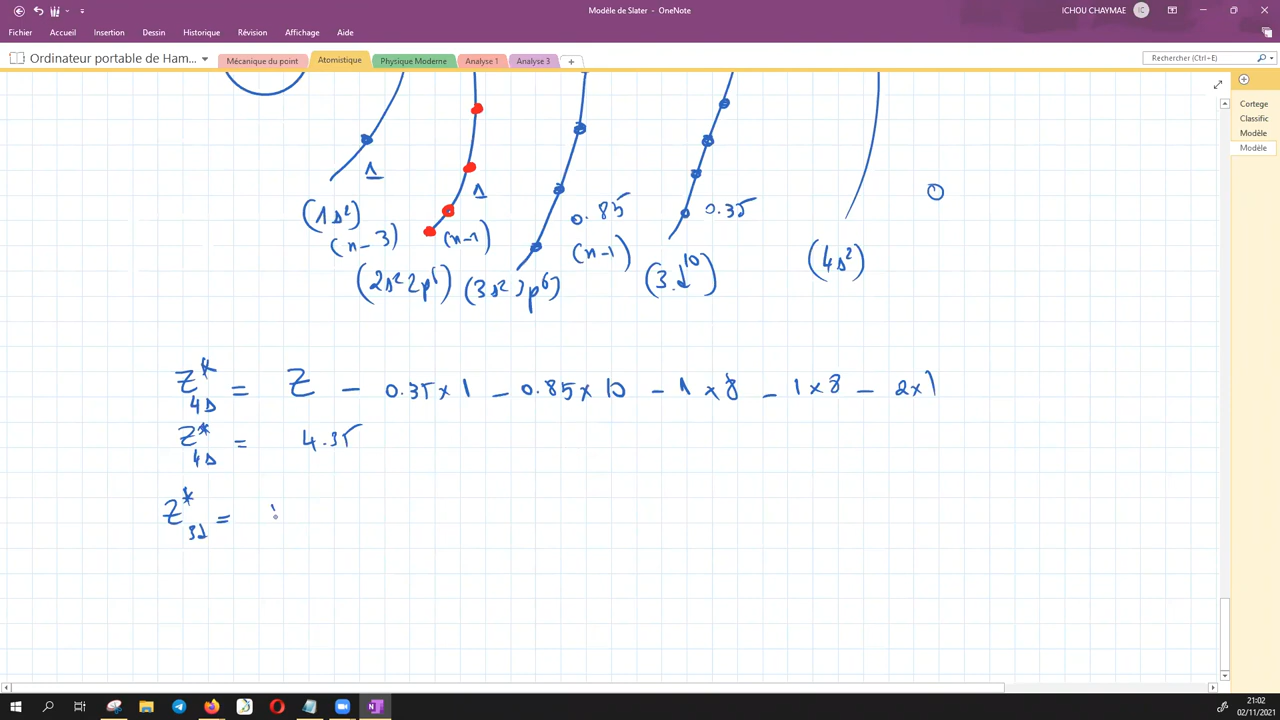 Modèle de Slater - OneNote
ICHOU CHAYMAE
IC
Fichier Accueil Insertion Dessin Historique Révision Affichage Aide
Ordinateur portable de Ham...
Mécanique du point
Atomistique
Physique Moderne
Analyse 1
Analyse 3
Rechercher (Ctrl+E)
Cortege
Classific
Modèle
Modèle
1
1
0.85
0.35
(1s²)
(n-3)
(n-1)
(n-1)
(2s² 2p⁶)
(3s² 3p⁶)
(3d¹⁰)
(4s²)
Z*4s = Z - 0.35×1 - 0.85×10 - 1×8 - 1×8 - 2×1
Z*4s = 4.35
Z*3d =
21:02
02/11/2021